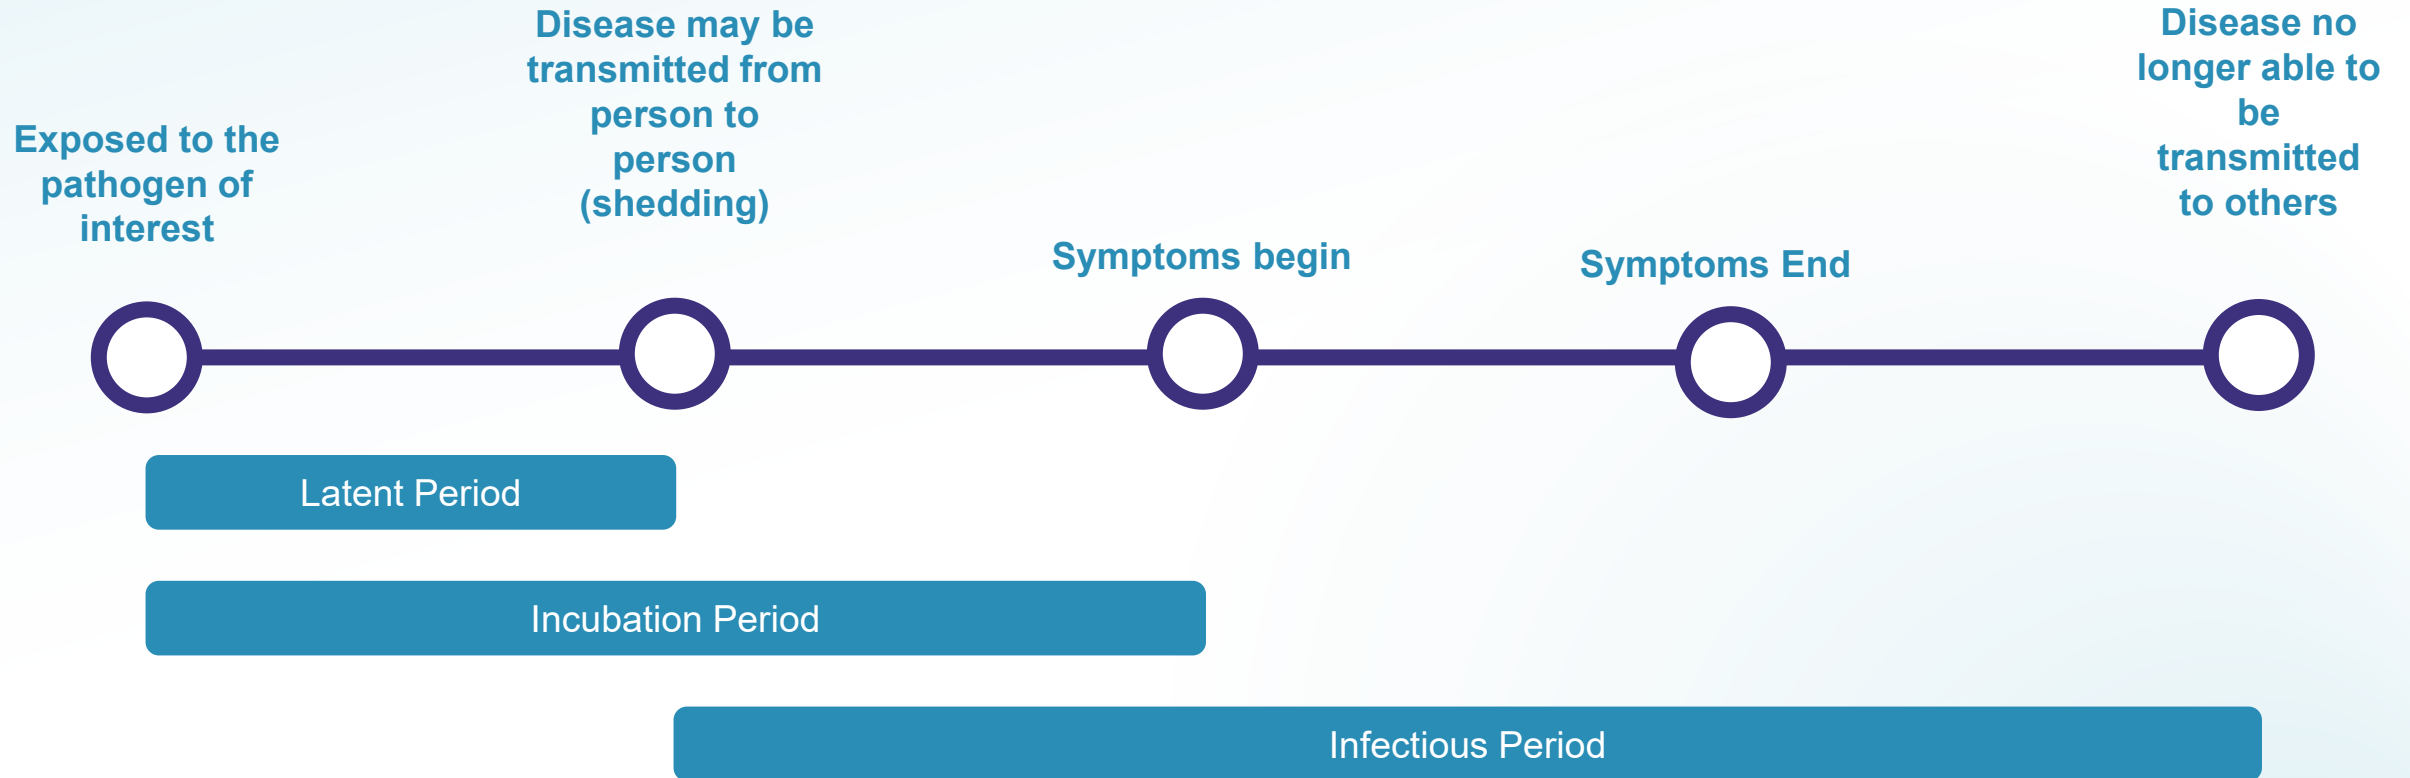 Exposed to the
pathogen of
interest
Disease may be
transmitted from
person to
person
(shedding)
Symptoms begin
Symptoms End
Disease no
longer able to
be
transmitted
to others
Latent Period
Incubation Period
Infectious Period